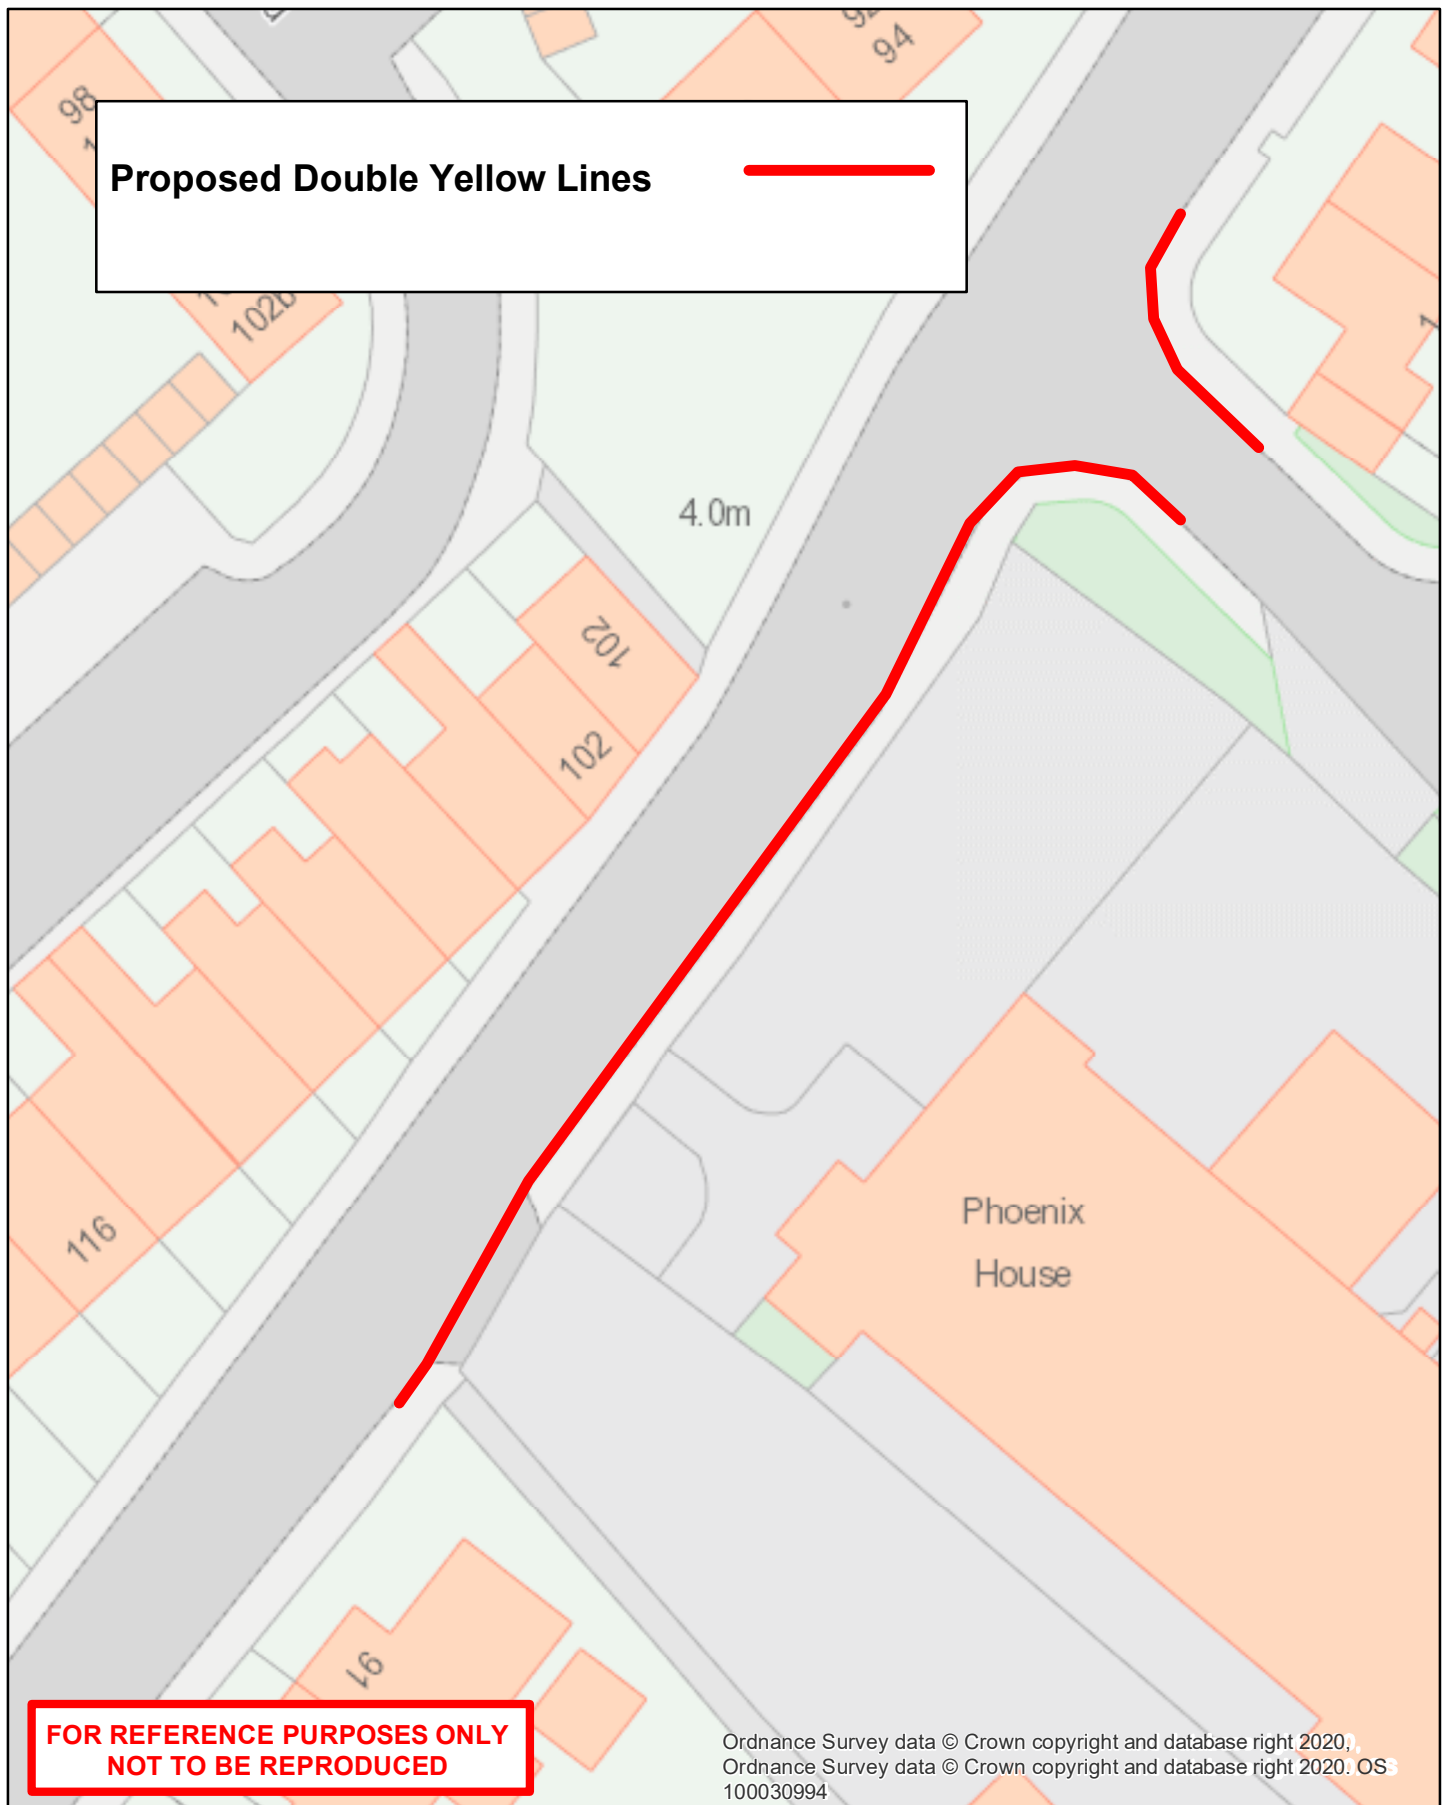 94
98
Proposed Double Yellow Lines
102b
4.0m
102
102
116
Phoenix
House
91
FOR REFERENCE PURPOSES ONLY
NOT TO BE REPRODUCED
Ordnance Survey data © Crown copyright and database right 2020,
Ordnance Survey data © Crown copyright and database right 2020. OS
100030994